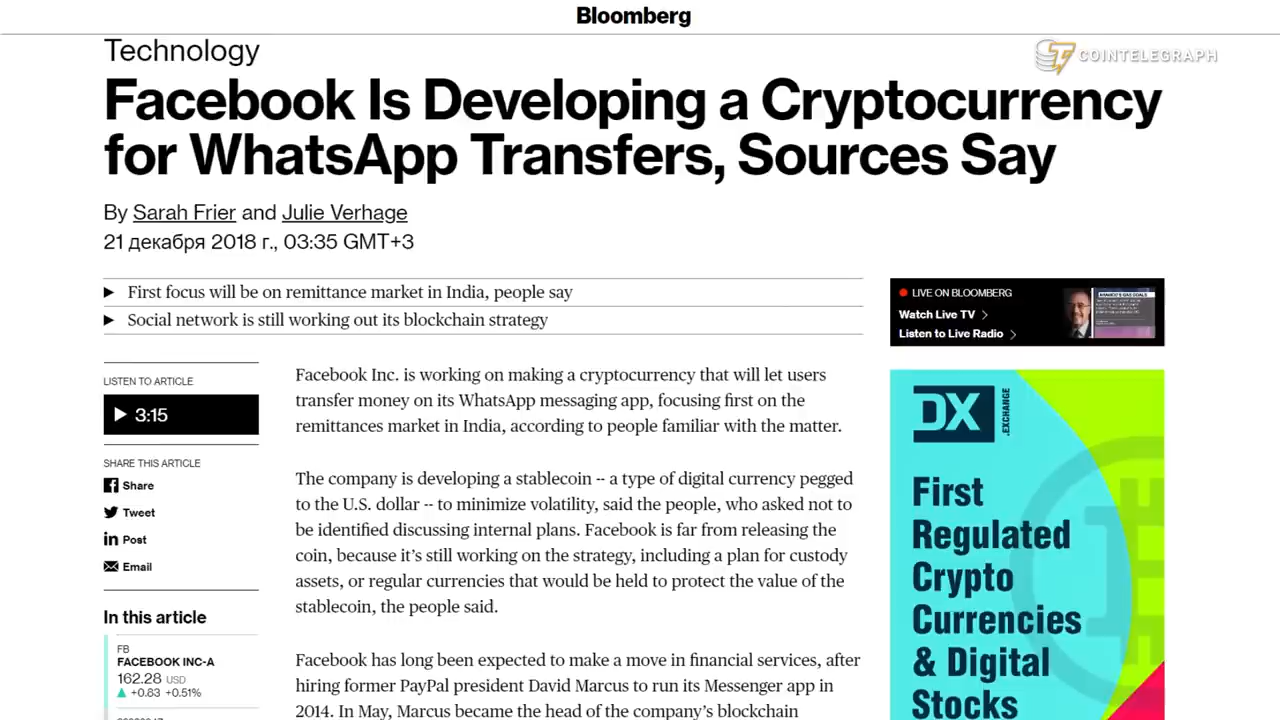 Bloomberg
Technology
COINTELEGRAPH
Facebook Is Developing a Cryptocurrency
for WhatsApp Transfers, Sources Say
By Sarah Frier and Julie Verhage
21 декабря 2018 г., 03:35 GMT+3
► First focus will be on remittance market in India, people say
► Social network is still working out its blockchain strategy
LIVE ON BLOOMBERG
Watch Live TV >
Listen to Live Radio >
LISTEN TO ARTICLE
3:15
SHARE THIS ARTICLE
Share
Tweet
Post
Email
In this article
FB
FACEBOOK INC-A
162.28 USD
▲ +0.83 +0.51%
Facebook Inc. is working on making a cryptocurrency that will let users
transfer money on its WhatsApp messaging app, focusing first on the
remittances market in India, according to people familiar with the matter.
The company is developing a stablecoin -- a type of digital currency pegged
to the U.S. dollar -- to minimize volatility, said the people, who asked not to
be identified discussing internal plans. Facebook is far from releasing the
coin, because it’s still working on the strategy, including a plan for custody
assets, or regular currencies that would be held to protect the value of the
stablecoin, the people said.
Facebook has long been expected to make a move in financial services, after
hiring former PayPal president David Marcus to run its Messenger app in
2014. In May, Marcus became the head of the company’s blockchain
DX
.EXCHANGE
First
Regulated
Crypto
Currencies
& Digital
Stocks